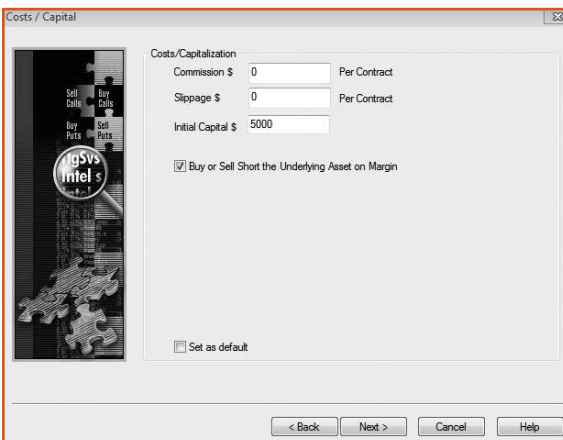 Costs / Capital
Costs/Capitalization
Commission $ 0 Per Contract
Slippage $ 0 Per Contract
Initial Capital $ 5000
Buy or Sell Short the Underlying Asset on Margin
Sell Calls Buy Calls
Buy Puts Sell Puts
Set as default
< Back Next > Cancel Help